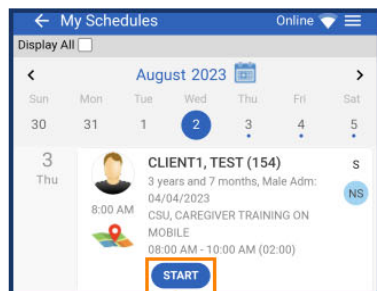 My Schedules Online
Display All
August 2023
Sun Mon Tue Wed Thu Fri Sat
30 31 1 2 3 4 5
3
Thu
8:00 AM
CLIENT1, TEST (154)
3 years and 7 months, Male Adm:
04/04/2023
CSU, CAREGIVER TRAINING ON
MOBILE
08:00 AM - 10:00 AM (02:00)
START
S
NS